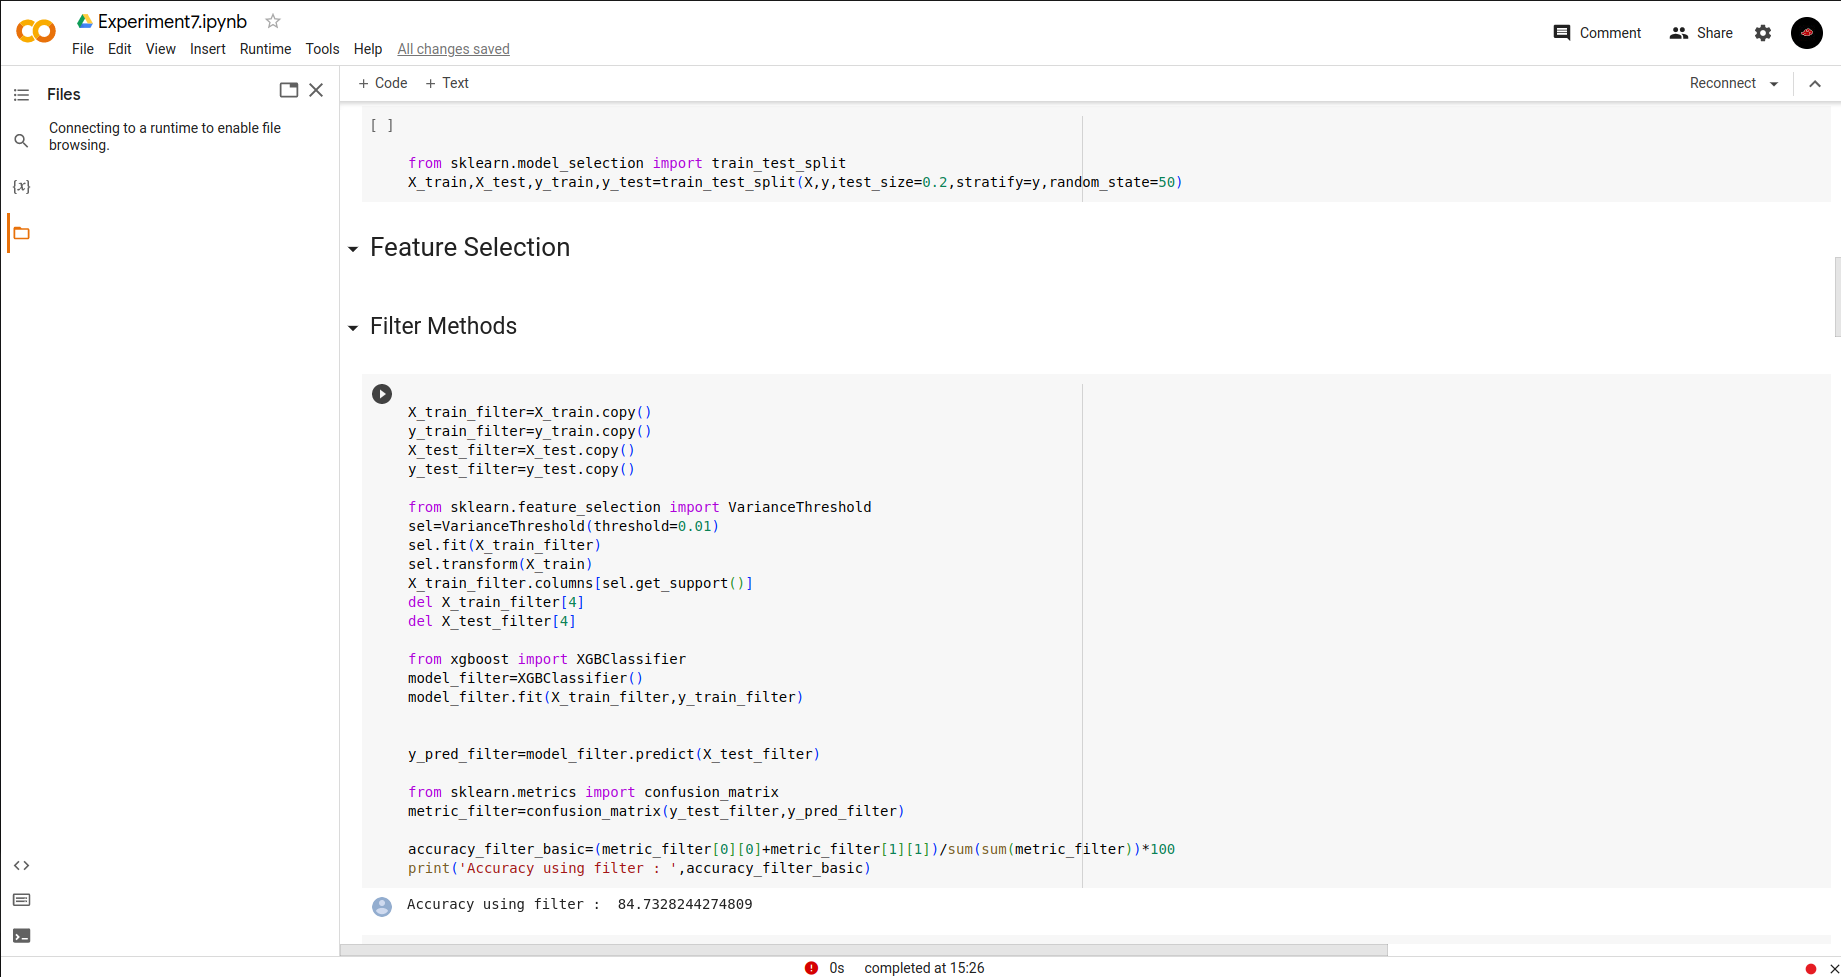 Experiment7.ipynb
File Edit View Insert Runtime Tools Help All changes saved
Comment Share
Files
Connecting to a runtime to enable file
browsing.
{x}
+ Code + Text
Reconnect
[ ]
from sklearn.model_selection import train_test_split
X_train,X_test,y_train,y_test=train_test_split(X,y,test_size=0.2,stratify=y,random_state=50)
Feature Selection
Filter Methods
X_train_filter=X_train.copy()
y_train_filter=y_train.copy()
X_test_filter=X_test.copy()
y_test_filter=y_test.copy()
from sklearn.feature_selection import VarianceThreshold
sel=VarianceThreshold(threshold=0.01)
sel.fit(X_train_filter)
sel.transform(X_train)
X_train_filter.columns[sel.get_support()]
del X_train_filter[4]
del X_test_filter[4]
from xgboost import XGBClassifier
model_filter=XGBClassifier()
model_filter.fit(X_train_filter,y_train_filter)
y_pred_filter=model_filter.predict(X_test_filter)
from sklearn.metrics import confusion_matrix
metric_filter=confusion_matrix(y_test_filter,y_pred_filter)
accuracy_filter_basic=(metric_filter[0][0]+metric_filter[1][1])/sum(sum(metric_filter))*100
print('Accuracy using filter : ',accuracy_filter_basic)
Accuracy using filter :  84.7328244274809
0s completed at 15:26